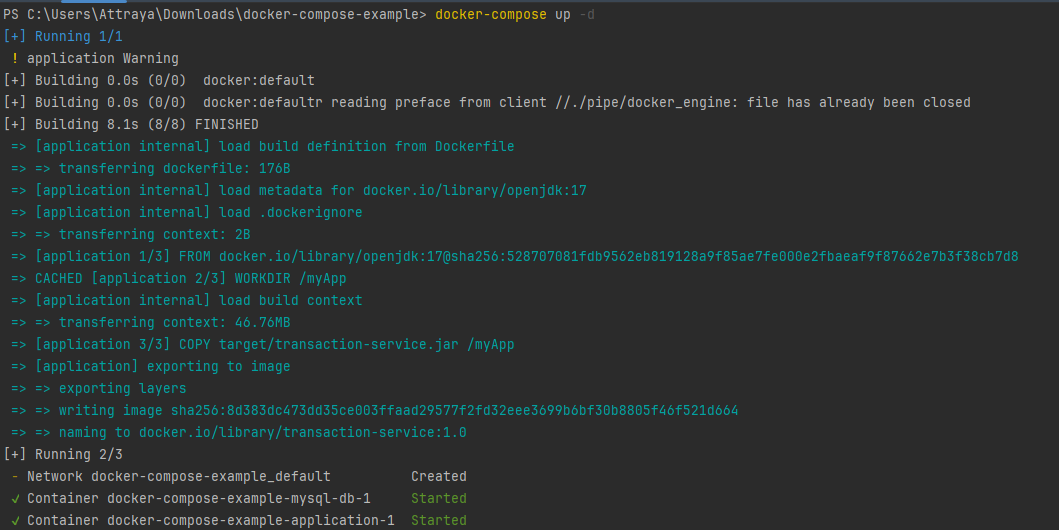 PS C:\Users\Attraya\Downloads\docker-compose-example> docker-compose up -d
[+] Running 1/1
! application Warning
[+] Building 0.0s (0/0)  docker:default
[+] Building 0.0s (0/0)  docker:defaultr reading preface from client //./pipe/docker_engine: file has already been closed
[+] Building 8.1s (8/8) FINISHED
=> [application internal] load build definition from Dockerfile
=> => transferring dockerfile: 176B
=> [application internal] load metadata for docker.io/library/openjdk:17
=> [application internal] load .dockerignore
=> => transferring context: 2B
=> [application 1/3] FROM docker.io/library/openjdk:17@sha256:528707081fdb9562eb819128a9f85ae7fe000e2fbaeaf9f87662e7b3f38cb7d8
=> CACHED [application 2/3] WORKDIR /myApp
=> [application internal] load build context
=> => transferring context: 46.76MB
=> [application 3/3] COPY target/transaction-service.jar /myApp
=> [application] exporting to image
=> => exporting layers
=> => writing image sha256:8d383dc473dd35ce003ffaad29577f2fd32eee3699b6bf30b8805f46f521d664
=> => naming to docker.io/library/transaction-service:1.0
[+] Running 2/3
- Network docker-compose-example_default          Created
✓ Container docker-compose-example-mysql-db-1     Started
✓ Container docker-compose-example-application-1  Started